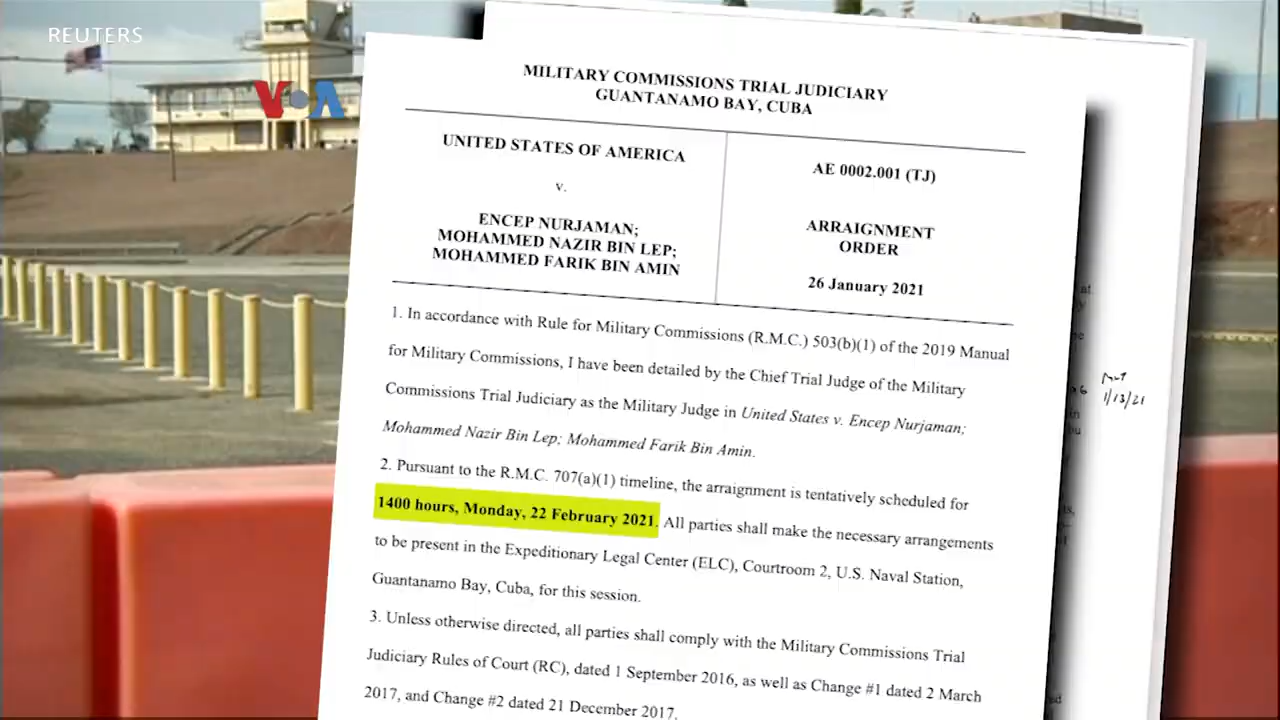 REUTERS
VOA
MILITARY COMMISSIONS TRIAL JUDICIARY
GUANTANAMO BAY, CUBA
UNITED STATES OF AMERICA
v.
ENCEP NURJAMAN;
MOHAMMED NAZIR BIN LEP;
MOHAMMED FARIK BIN AMIN
AE 0002.001 (TJ)
ARRAIGNMENT
ORDER
26 January 2021
1. In accordance with Rule for Military Commissions (R.M.C.) 503(b)(1) of the 2019 Manual
for Military Commissions, I have been detailed by the Chief Trial Judge of the Military
Commissions Trial Judiciary as the Military Judge in United States v. Encep Nurjaman;
Mohammed Nazir Bin Lep; Mohammed Farik Bin Amin.
2. Pursuant to the R.M.C. 707(a)(1) timeline, the arraignment is tentatively scheduled for
1400 hours, Monday, 22 February 2021. All parties shall make the necessary arrangements
to be present in the Expeditionary Legal Center (ELC), Courtroom 2, U.S. Naval Station,
Guantanamo Bay, Cuba, for this session.
3. Unless otherwise directed, all parties shall comply with the Military Commissions Trial
Judiciary Rules of Court (RC), dated 1 September 2016, as well as Change #1 dated 2 March
2017, and Change #2 dated 21 December 2017.
1/13/21